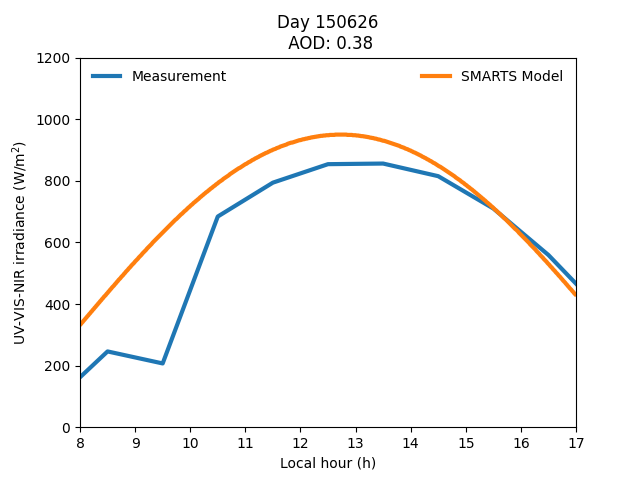 Day 150626
AOD: 0.38
Measurement
SMARTS Model
UV-VIS-NIR irradiance (W/m²)
1200
1000
800
600
400
200
0
8 9 10 11 12 13 14 15 16 17
Local hour (h)